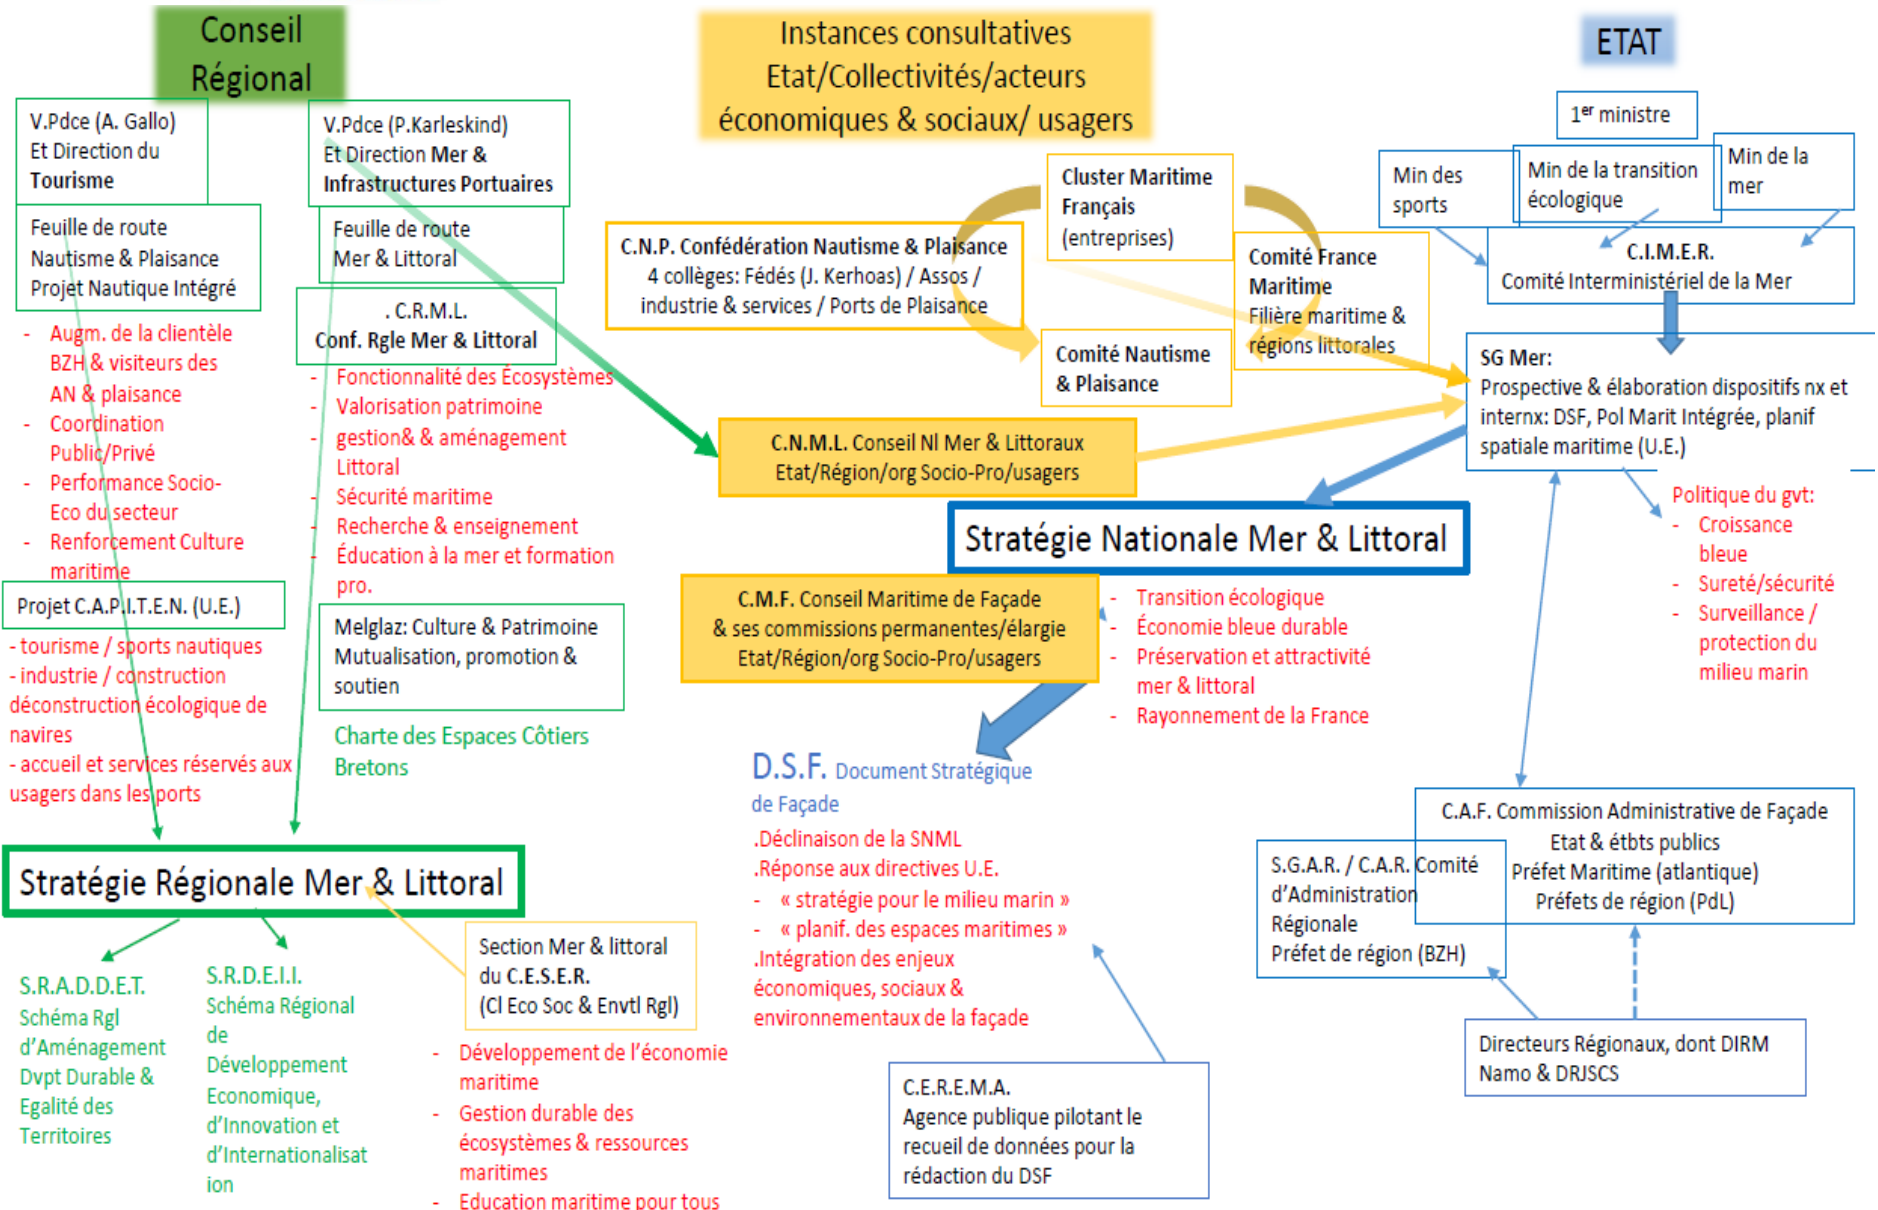 Conseil
Régional
V.Pdce (A. Gallo)
Et Direction du
Tourisme
V.Pdce (P.Karleskind)
Et Direction Mer &
Infrastructures Portuaires
Feuille de route
Nautisme & Plaisance
Projet Nautique Intégré
Feuille de route
Mer & Littoral
- Augm. de la clientèle
BZH & visiteurs des
AN & plaisance
- Coordination
Public/Privé
- Performance Socio-
Eco du secteur
- Renforcement Culture
maritime
. C.R.M.L.
Conf. Rgle Mer & Littoral
- Fonctionnalité des Écosystèmes
- Valorisation patrimoine
- gestion& & aménagement
Littoral
- Sécurité maritime
- Recherche & enseignement
- Éducation à la mer et formation
pro.
Projet C.A.P.I.T.E.N. (U.E.)
- tourisme / sports nautiques
- industrie / construction
déconstruction écologique de
navires
- accueil et services réservés aux
usagers dans les ports
Melglaz: Culture & Patrimoine
Mutualisation, promotion &
soutien
Charte des Espaces Côtiers
Bretons
Stratégie Régionale Mer & Littoral
S.R.A.D.D.E.T.
Schéma Rgl
d'Aménagement
Dvpt Durable &
Egalité des
Territoires
S.R.D.E.I.I.
Schéma Régional
de
Développement
Economique,
d'Innovation et
d'Internationalisat
ion
Section Mer & littoral
du C.E.S.E.R.
(Cl Eco Soc & Envtl Rgl)
- Développement de l'économie
maritime
- Gestion durable des
écosystèmes & ressources
maritimes
- Education maritime pour tous
Instances consultatives
Etat/Collectivités/acteurs
économiques & sociaux/ usagers
Cluster Maritime
Français
(entreprises)
C.N.P. Confédération Nautisme & Plaisance
4 collèges: Fédés (J. Kerhoas) / Assos /
industrie & services / Ports de Plaisance
Comité France
Maritime
Filière maritime &
régions littorales
Comité Nautisme
& Plaisance
C.N.M.L. Conseil Nl Mer & Littoraux
Etat/Région/org Socio-Pro/usagers
Stratégie Nationale Mer & Littoral
C.M.F. Conseil Maritime de Façade
& ses commissions permanentes/élargie
Etat/Région/org Socio-Pro/usagers
- Transition écologique
- Économie bleue durable
- Préservation et attractivité
mer & littoral
- Rayonnement de la France
D.S.F. Document Stratégique
de Façade
.Déclinaison de la SNML
.Réponse aux directives U.E.
- « stratégie pour le milieu marin »
- « planif. des espaces maritimes »
.Intégration des enjeux
économiques, sociaux &
environnementaux de la façade
C.E.R.E.M.A.
Agence publique pilotant le
recueil de données pour la
rédaction du DSF
ETAT
1er ministre
Min des
sports
Min de la transition
écologique
Min de la
mer
C.I.M.E.R.
Comité Interministériel de la Mer
SG Mer:
Prospective & élaboration dispositifs nx et
internx: DSF, Pol Marit Intégrée, planif
spatiale maritime (U.E.)
Politique du gvt:
- Croissance
bleue
- Sureté/sécurité
- Surveillance /
protection du
milieu marin
C.A.F. Commission Administrative de Façade
Etat & étbts publics
Préfet Maritime (atlantique)
Préfets de région (PdL)
S.G.A.R. / C.A.R. Comité
d'Administration
Régionale
Préfet de région (BZH)
Directeurs Régionaux, dont DIRM
Namo & DRJSCS